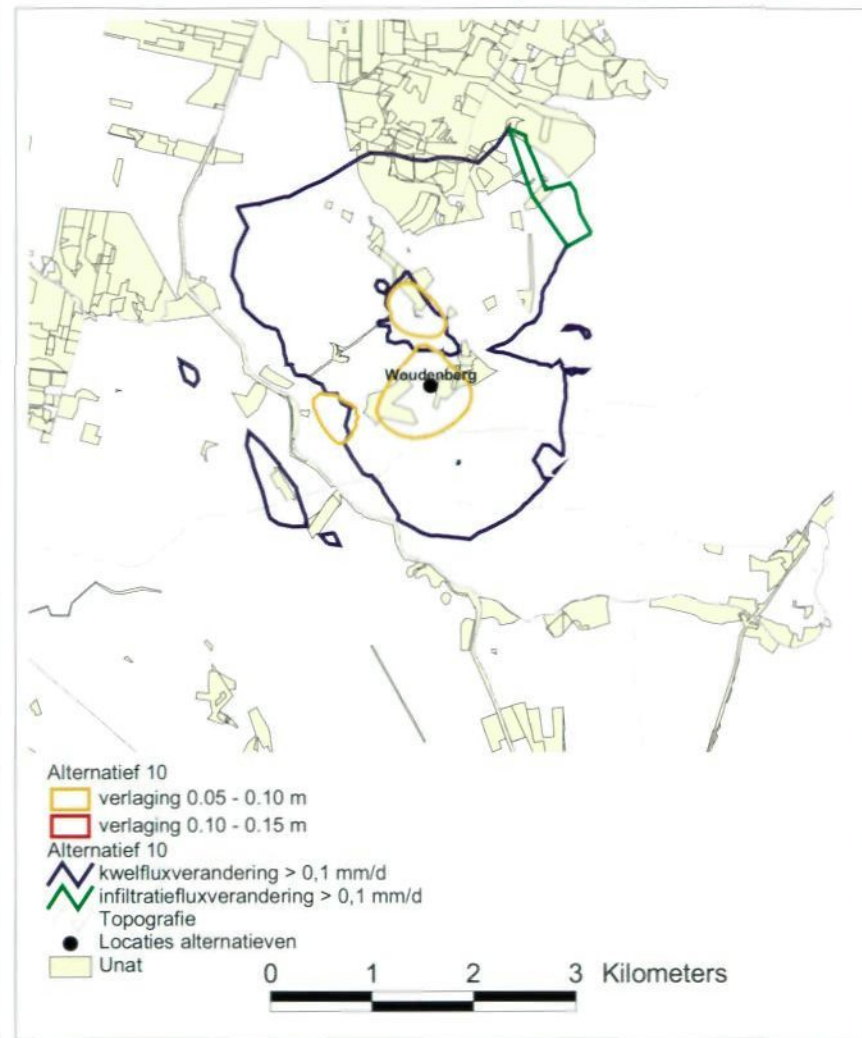 Woudenberg
Alternatief 10
verlaging 0.05 - 0.10 m
verlaging 0.10 - 0.15 m
Alternatief 10
kwelfluxverandering > 0,1 mm/d
infiltratiefluxverandering > 0,1 mm/d
Topografie
Locaties alternatieven
Unat
0 1 2 3 Kilometers